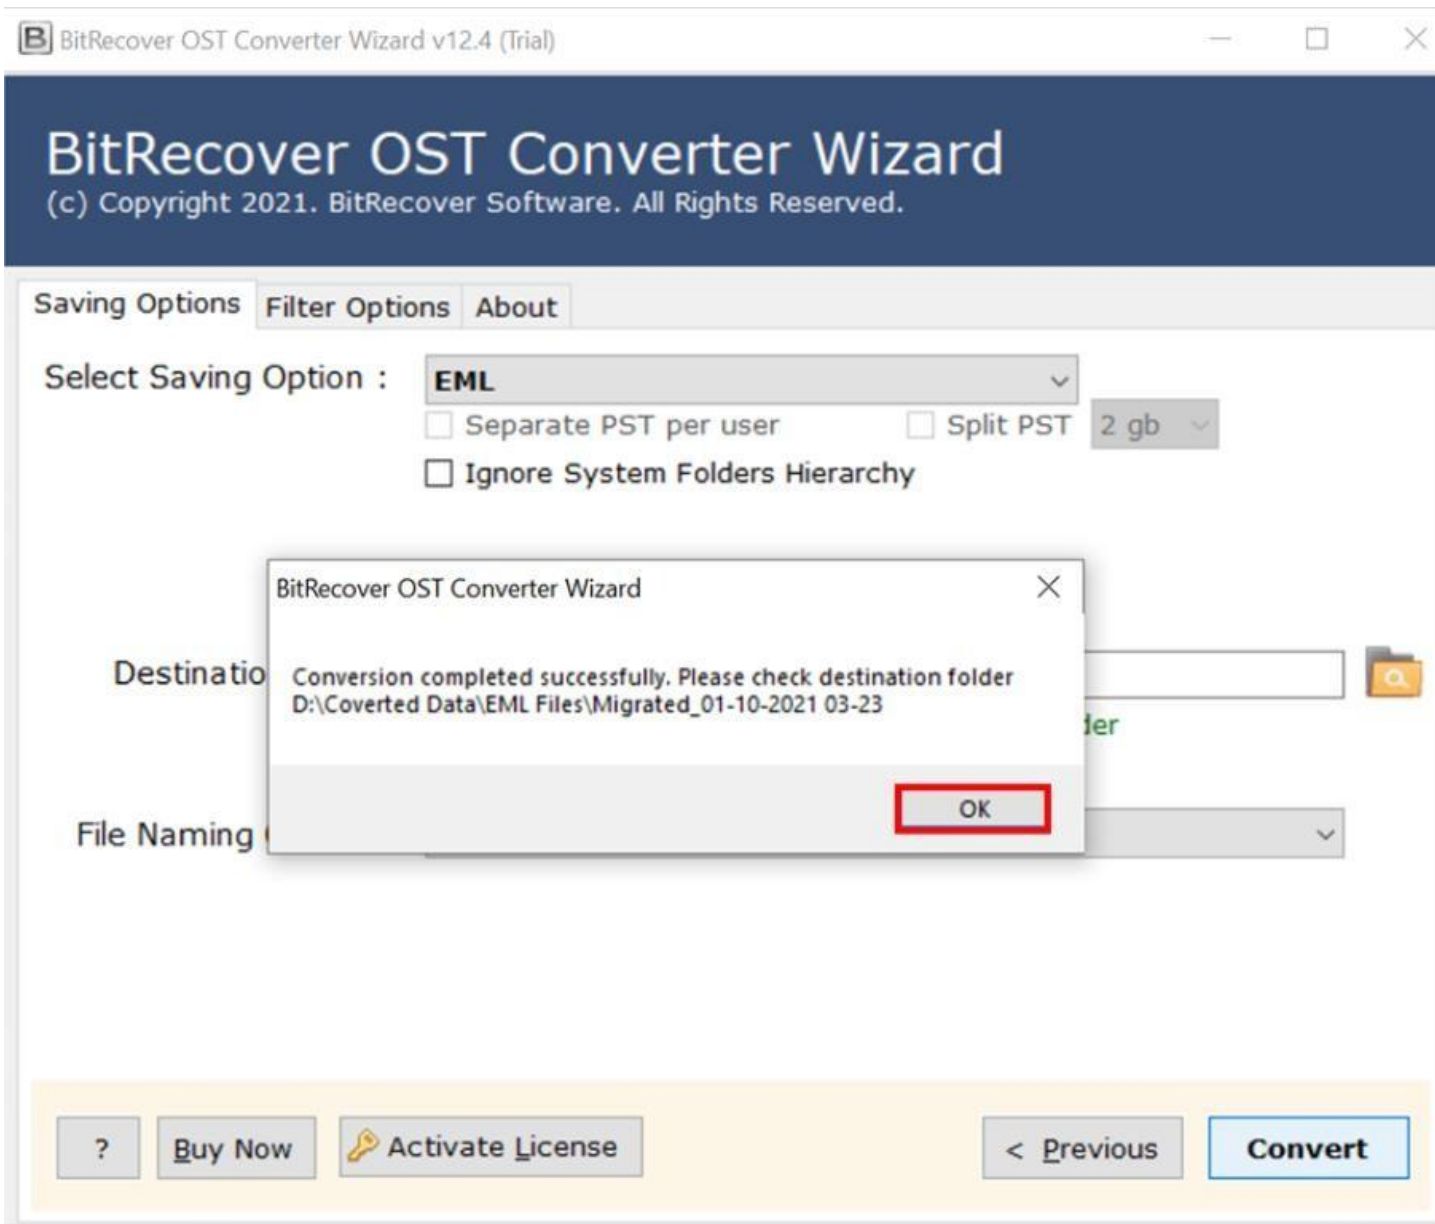 BitRecover OST Converter Wizard v12.4 (Trial)
BitRecover OST Converter Wizard
(c) Copyright 2021. BitRecover Software. All Rights Reserved.
Saving Options Filter Options About
Select Saving Option : EML
Separate PST per user Split PST 2 gb
Ignore System Folders Hierarchy
BitRecover OST Converter Wizard
Conversion completed successfully. Please check destination folder
D:\Coverted Data\EML Files\Migrated_01-10-2021 03-23
OK
Destinatio
der
File Naming
? Buy Now Activate License < Previous Convert